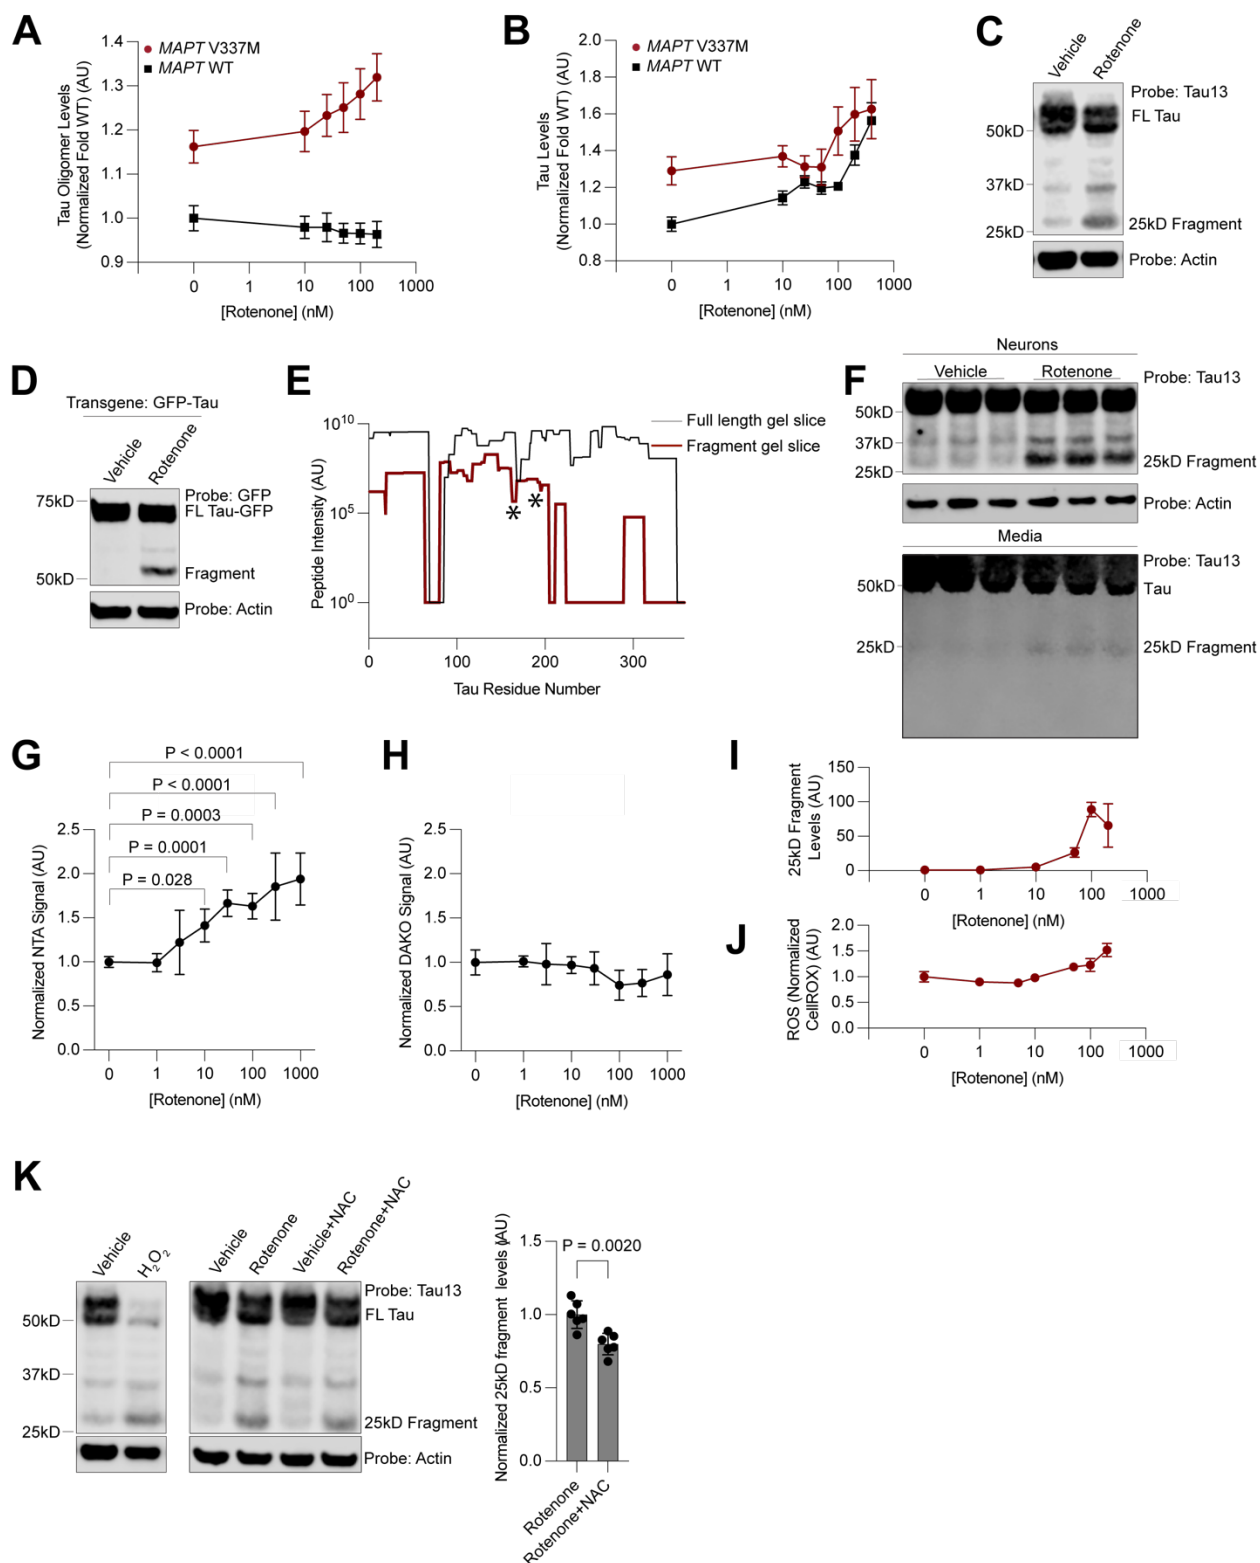 A
Tau Oligomer Levels
(Normalized Fold WT) (AU)
1.4
1.3
1.2
1.1
1.0
0.9
MAPT V337M
MAPT WT
0 1 10 100 1000
[Rotenone] (nM)
B
Tau Levels
(Normalized Fold WT) (AU)
2.0
1.8
1.6
1.4
1.2
1.0
0.8
MAPT V337M
MAPT WT
0 1 10 100 1000
[Rotenone] (nM)
C
Vehicle
Rotenone
Probe: Tau13
FL Tau
50kD
37kD
25kD Fragment
25kD
Probe: Actin
D
Transgene: GFP-Tau
Vehicle
Rotenone
75kD
Probe: GFP
FL Tau-GFP
Fragment
50kD
Probe: Actin
E
Peptide Intensity (AU)
10^10
10^5
10^0
Full length gel slice
Fragment gel slice
*
*
0 100 200 300
Tau Residue Number
F
Neurons
Vehicle Rotenone
Probe: Tau13
50kD
37kD
25kD
25kD Fragment
Probe: Actin
Media
Probe: Tau13
50kD
Tau
25kD
25kD Fragment
G
P < 0.0001
P < 0.0001
P = 0.0003
P = 0.0001
P = 0.028
Normalized NTA Signal (AU)
2.5
2.0
1.5
1.0
0.5
0.0
0 1 10 100 1000
[Rotenone] (nM)
H
Normalized DAKO Signal (AU)
2.5
2.0
1.5
1.0
0.5
0.0
0 1 10 100 1000
[Rotenone] (nM)
I
25kD Fragment
Levels (AU)
150
100
50
0
0 1 10 100 1000
[Rotenone] (nM)
J
ROS (Normalized
CellROX) (AU)
2.0
1.5
1.0
0.5
0.0
0 1 10 100 1000
[Rotenone] (nM)
K
Vehicle
H₂O₂
Vehicle
Rotenone
Vehicle+NAC
Rotenone+NAC
Probe: Tau13
FL Tau
50kD
37kD
25kD Fragment
25kD
Probe: Actin
Normalized 25kD fragment levels (AU)
1.5
1.0
0.5
0.0
P = 0.0020
Rotenone
Rotenone+NAC